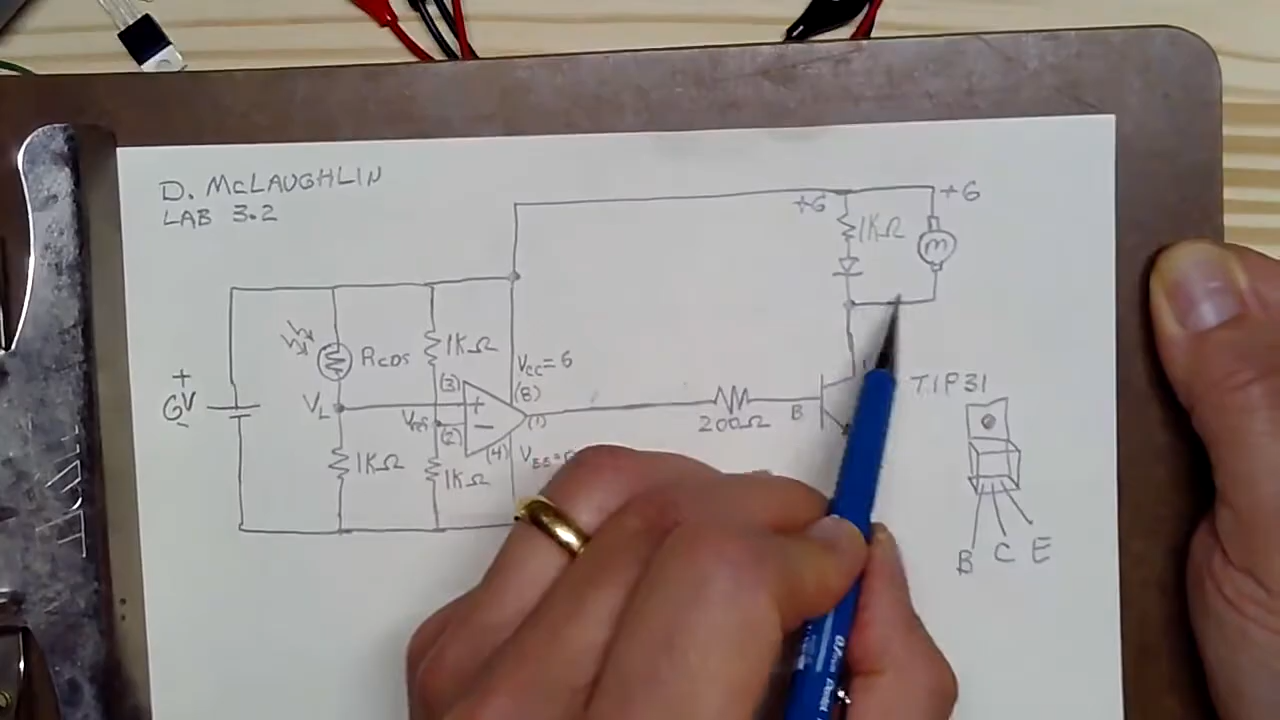 D. McLAUGHLIN
LAB 3.2
+6
+6
1KΩ
m
+
6V
-
RCDS
1KΩ
VCC=6
(3)
(8)
VL
+
(1)
B
TIP31
VREF
-
200Ω
(2)
(4)
1KΩ
1KΩ
B C E